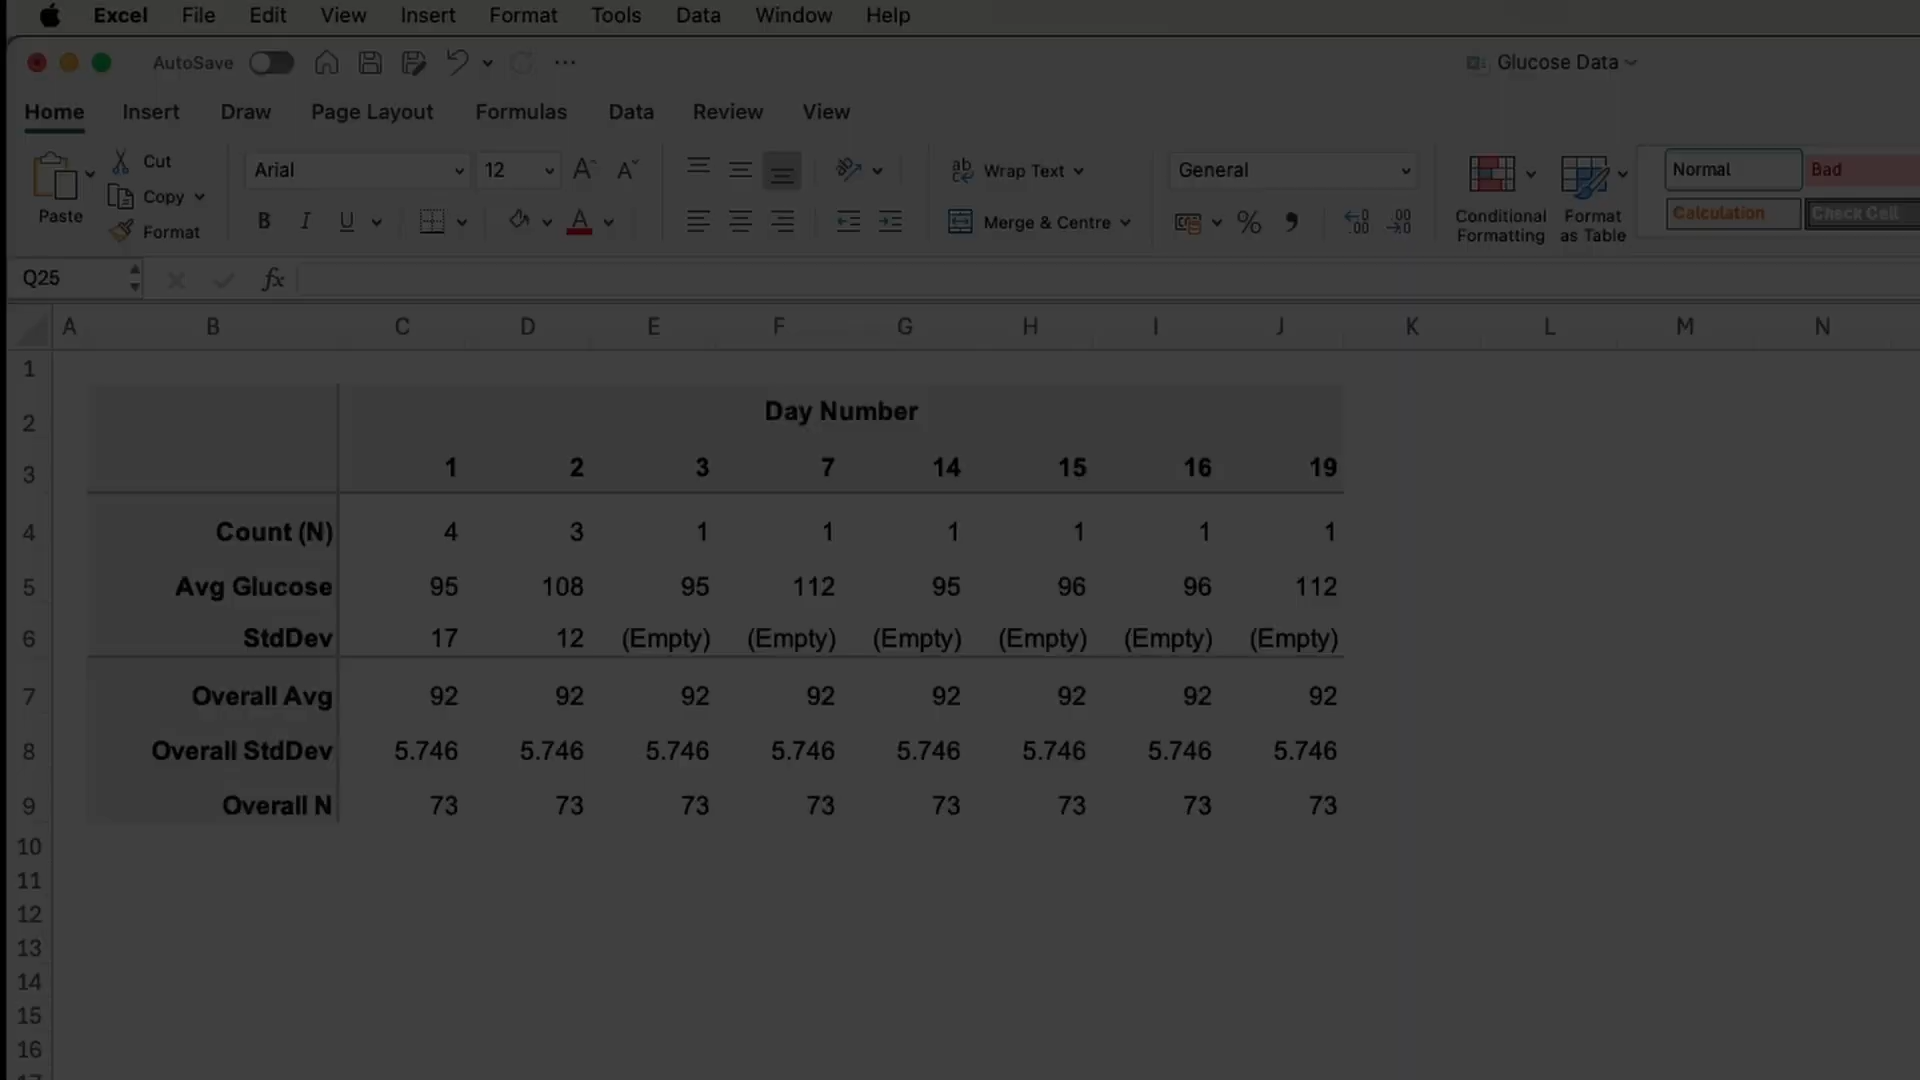 Excel File Edit View Insert Format Tools Data Window Help
AutoSave Glucose Data
Home Insert Draw Page Layout Formulas Data Review View
Paste Cut Copy Format
Arial 12
B I U A
ab Wrap Text
Merge & Centre
General
%
Conditional Formatting
Format as Table
Normal Bad
Calculation Check Cell
Q25 fx
A B C D E F G H I J K L M N
1
2 Day Number
3 1 2 3 7 14 15 16 19
4 Count (N) 4 3 1 1 1 1 1 1
5 Avg Glucose 95 108 95 112 95 96 96 112
6 StdDev 17 12 (Empty) (Empty) (Empty) (Empty) (Empty) (Empty)
7 Overall Avg 92 92 92 92 92 92 92 92
8 Overall StdDev 5.746 5.746 5.746 5.746 5.746 5.746 5.746 5.746
9 Overall N 73 73 73 73 73 73 73 73
10
11
12
13
14
15
16
17